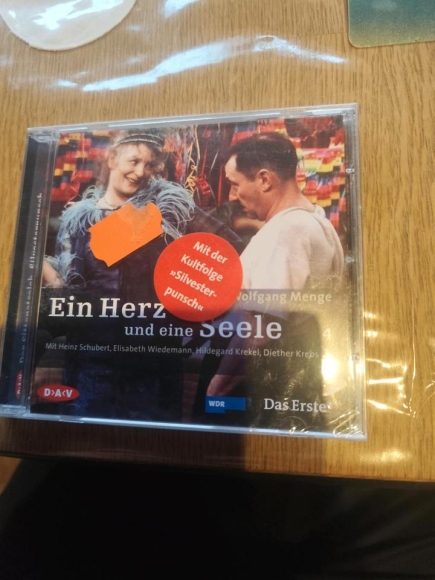 Mit der
Kultfolge
»Silvester-
punsch«
Wolfgang Menge
Ein Herz
und eine Seele
Mit Heinz Schubert, Elisabeth Wiedemann, Hildegard Krekel, Diether Krebs
D>A<V
WDR
Das Erste